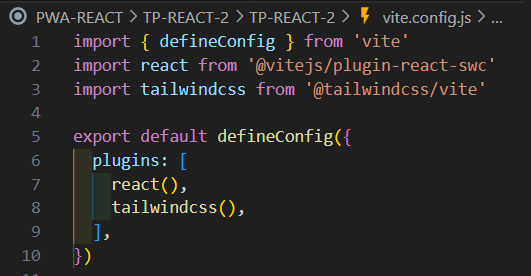 PWA-REACT > TP-REACT-2 > TP-REACT-2 > vite.config.js > ...
1 import { defineConfig } from 'vite'
2 import react from '@vitejs/plugin-react-swc'
3 import tailwindcss from '@tailwindcss/vite'
4
5 export default defineConfig({
6   plugins: [
7     react(),
8     tailwindcss(),
9   ],
10 })